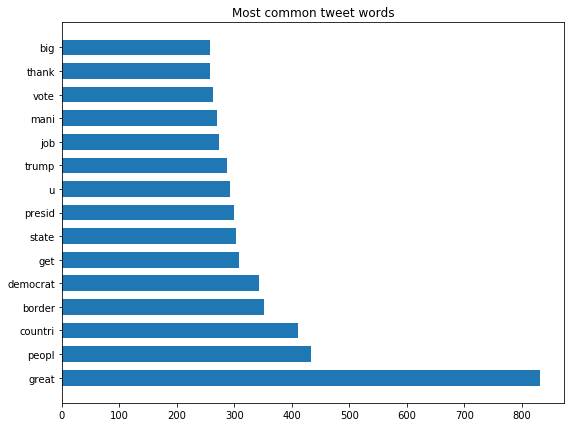 Most common tweet words
big
thank
vote
mani
job
trump
u
presid
state
get
democrat
border
countri
peopl
great
0 100 200 300 400 500 600 700 800